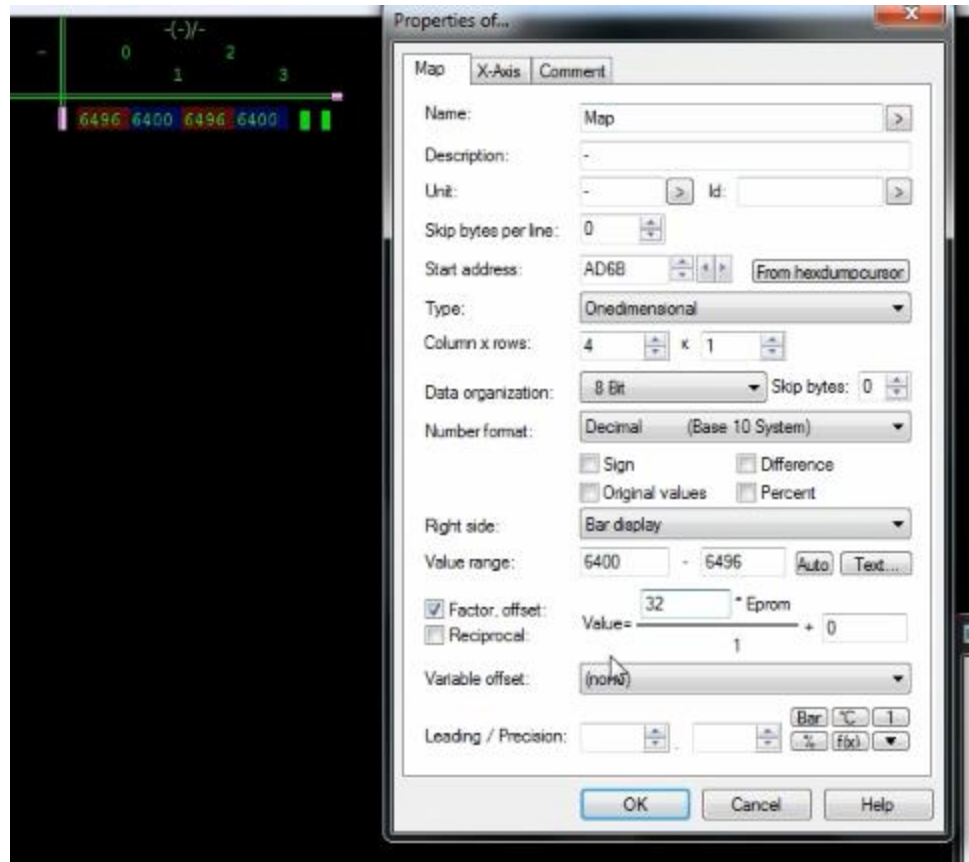 -(-)/-
-
0 2
1 3
6496 6400 6496 6400
Properties of...
X
Map X-Axis Comment
Name: Map >
Description: -
Unit: - > Id: >
Skip bytes per line: 0
Start address: AD6B From hexdumpcursor
Type: Onedimensional
Column x rows: 4 x 1
Data organization: 8 Bit Skip bytes: 0
Number format: Decimal (Base 10 System)
Sign Difference
Original values Percent
Right side: Bar display
Value range: 6400 - 6496 Auto Text...
Factor, offset: Value= 32 * Eprom + 0
Reciprocal: 1
Variable offset: (none)
Leading / Precision: . Bar °C 1
% f(x)
OK Cancel Help